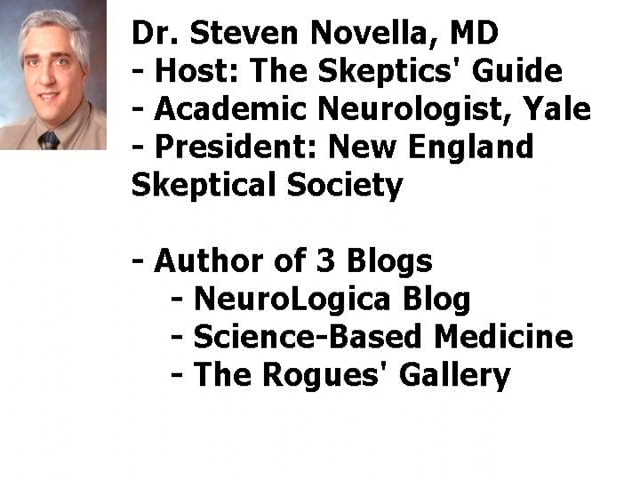 Dr. Steven Novella, MD
- Host: The Skeptics' Guide
- Academic Neurologist, Yale
- President: New England
Skeptical Society
- Author of 3 Blogs
- NeuroLogica Blog
- Science-Based Medicine
- The Rogues' Gallery